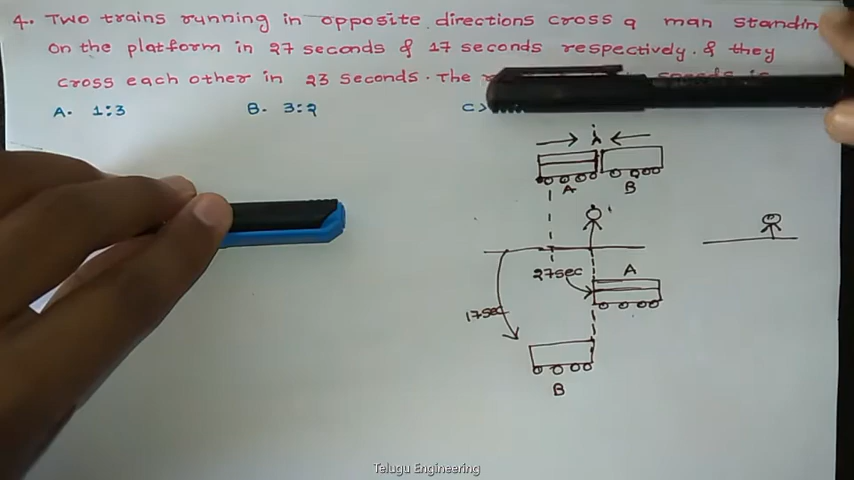 4. Two trains running in opposite directions cross a man standin
on the platform in 27 seconds & 17 seconds respectively. & they
cross each other in 23 seconds. The
A. 1:3 B. 3:2 C>
A B
27sec A
17sec
B
Telugu Engineering